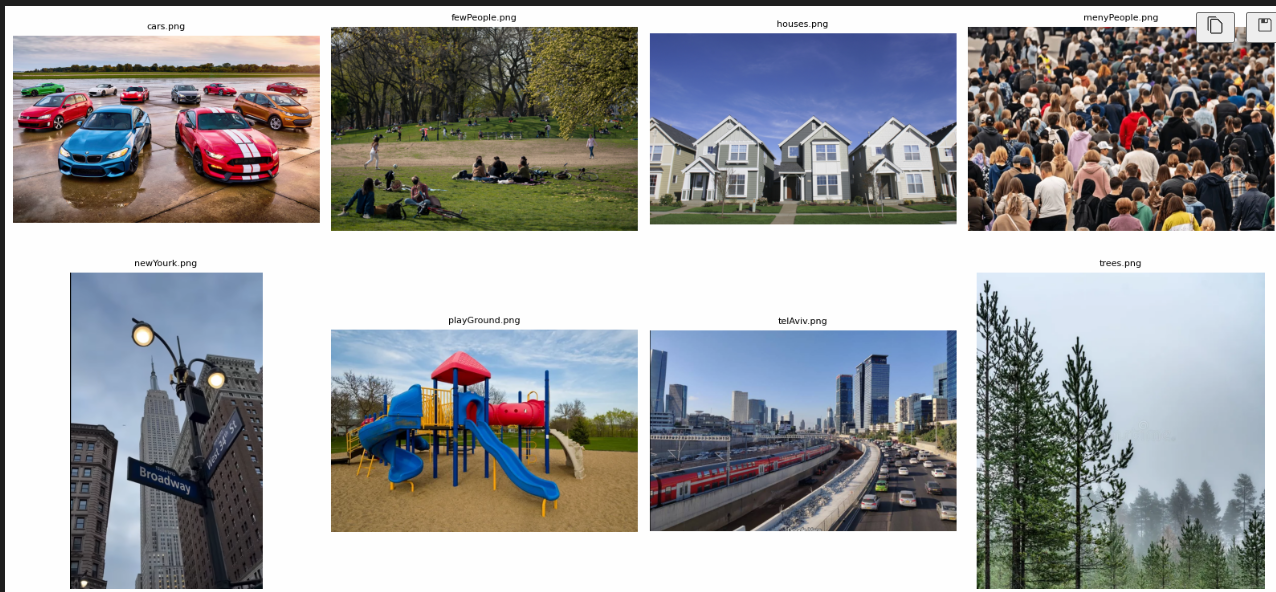 cars.png
fewPeople.png
houses.png
menyPeople.png
newYourk.png
playGround.png
telAviv.png
trees.png
Broadway